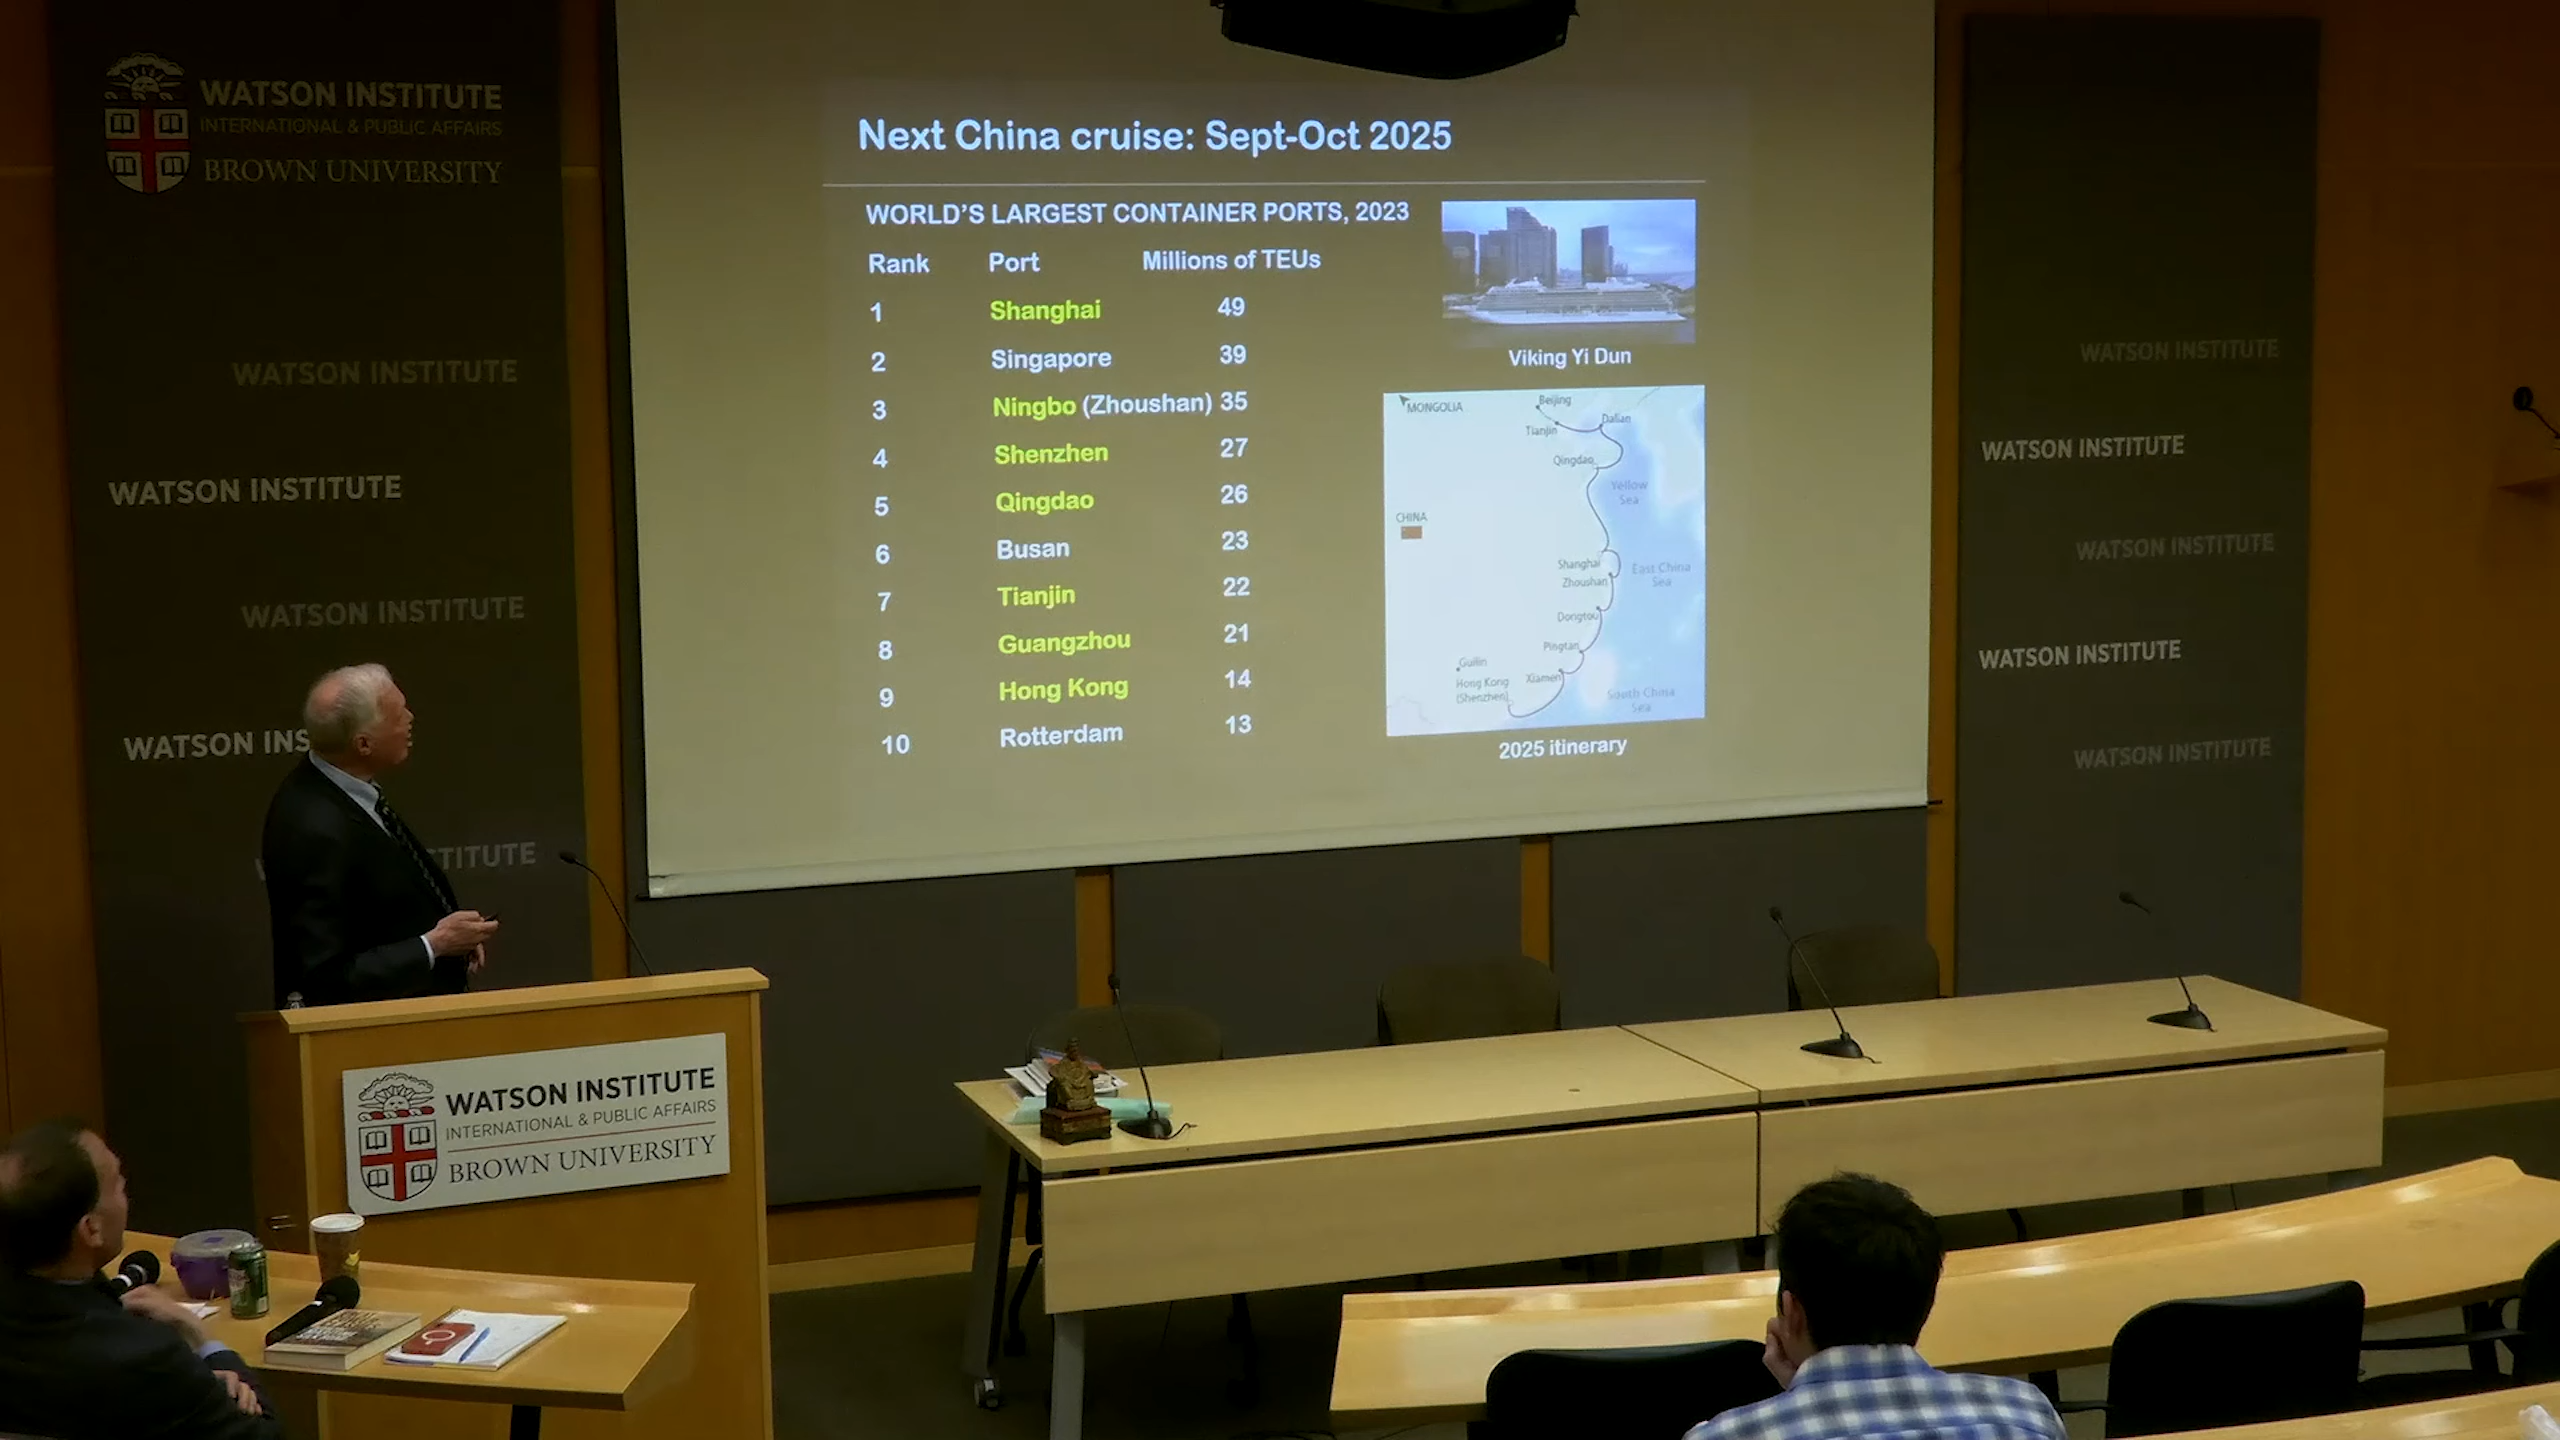 WATSON INSTITUTE
INTERNATIONAL & PUBLIC AFFAIRS
BROWN UNIVERSITY
WATSON INSTITUTE
WATSON INSTITUTE
WATSON INSTITUTE
WATSON INS
TITUTE
Next China cruise: Sept-Oct 2025
WORLD'S LARGEST CONTAINER PORTS, 2023
Rank Port Millions of TEUs
1 Shanghai 49
2 Singapore 39
3 Ningbo (Zhoushan) 35
4 Shenzhen 27
5 Qingdao 26
6 Busan 23
7 Tianjin 22
8 Guangzhou 21
9 Hong Kong 14
10 Rotterdam 13
Viking Yi Dun
MONGOLIA
Beijing
Dalian
Tianjin
Qingdao
Yellow
Sea
CHINA
Shanghai
East China
Sea
Zhoushan
Dongtou
Pingtan
Guilin
Xiamen
Hong Kong
(Shenzhen)
South China
Sea
2025 itinerary
WATSON INSTITUTE
WATSON INSTITUTE
WATSON INSTITUTE
WATSON INSTITUTE
WATSON INSTITUTE
WATSON INSTITUTE
INTERNATIONAL & PUBLIC AFFAIRS
BROWN UNIVERSITY